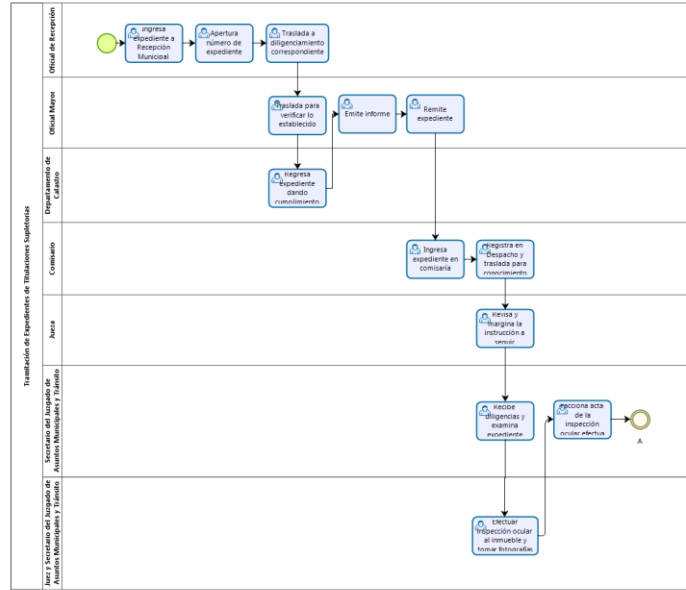 Tramitación de Expedientes de Titulaciones Supletorias
Oficial de Recepción
Ingresa
expediente a
Recepción
Municipal
Apertura
número de
expediente
Traslada a
diligenciamiento
correspondiente
Oficial Mayor
Traslada para
verificar lo
establecido
Emite informe
Remite
expediente
Departamento de
Catastro
Regresa
Expediente
dando
cumplimiento
Comisario
Ingresa
expediente en
comisaría
Registra en
Despacho y
traslada para
conocimiento
Jueza
Revisa y
margina la
instrucción a
seguir
Secretario del Juzgado de
Asuntos Municipales y Tránsito
Recibe
diligencias y
examina
expediente
Facciona acta
de la
inspección
ocular efectua
A
Juez y Secretario del Juzgado de
Asuntos Municipales y Tránsito
Efectuar
inspección ocular
al inmueble y
tomar fotografías